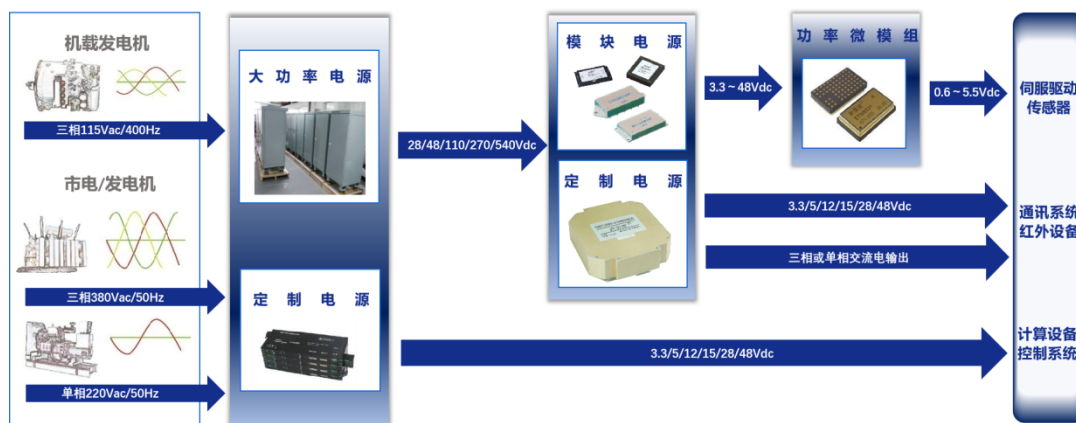 机载发电机
三相115Vac/400Hz
市电/发电机
三相380Vac/50Hz
单相220Vac/50Hz
大功率电源
定制电源
28/48/110/270/540Vdc
3.3/5/12/15/28/48Vdc
模块电源
定制电源
3.3～48Vdc
3.3/5/12/15/28/48Vdc
三相或单相交流电输出
功率微模组
0.6～5.5Vdc
伺服驱动
传感器
通讯系统
红外设备
计算设备
控制系统